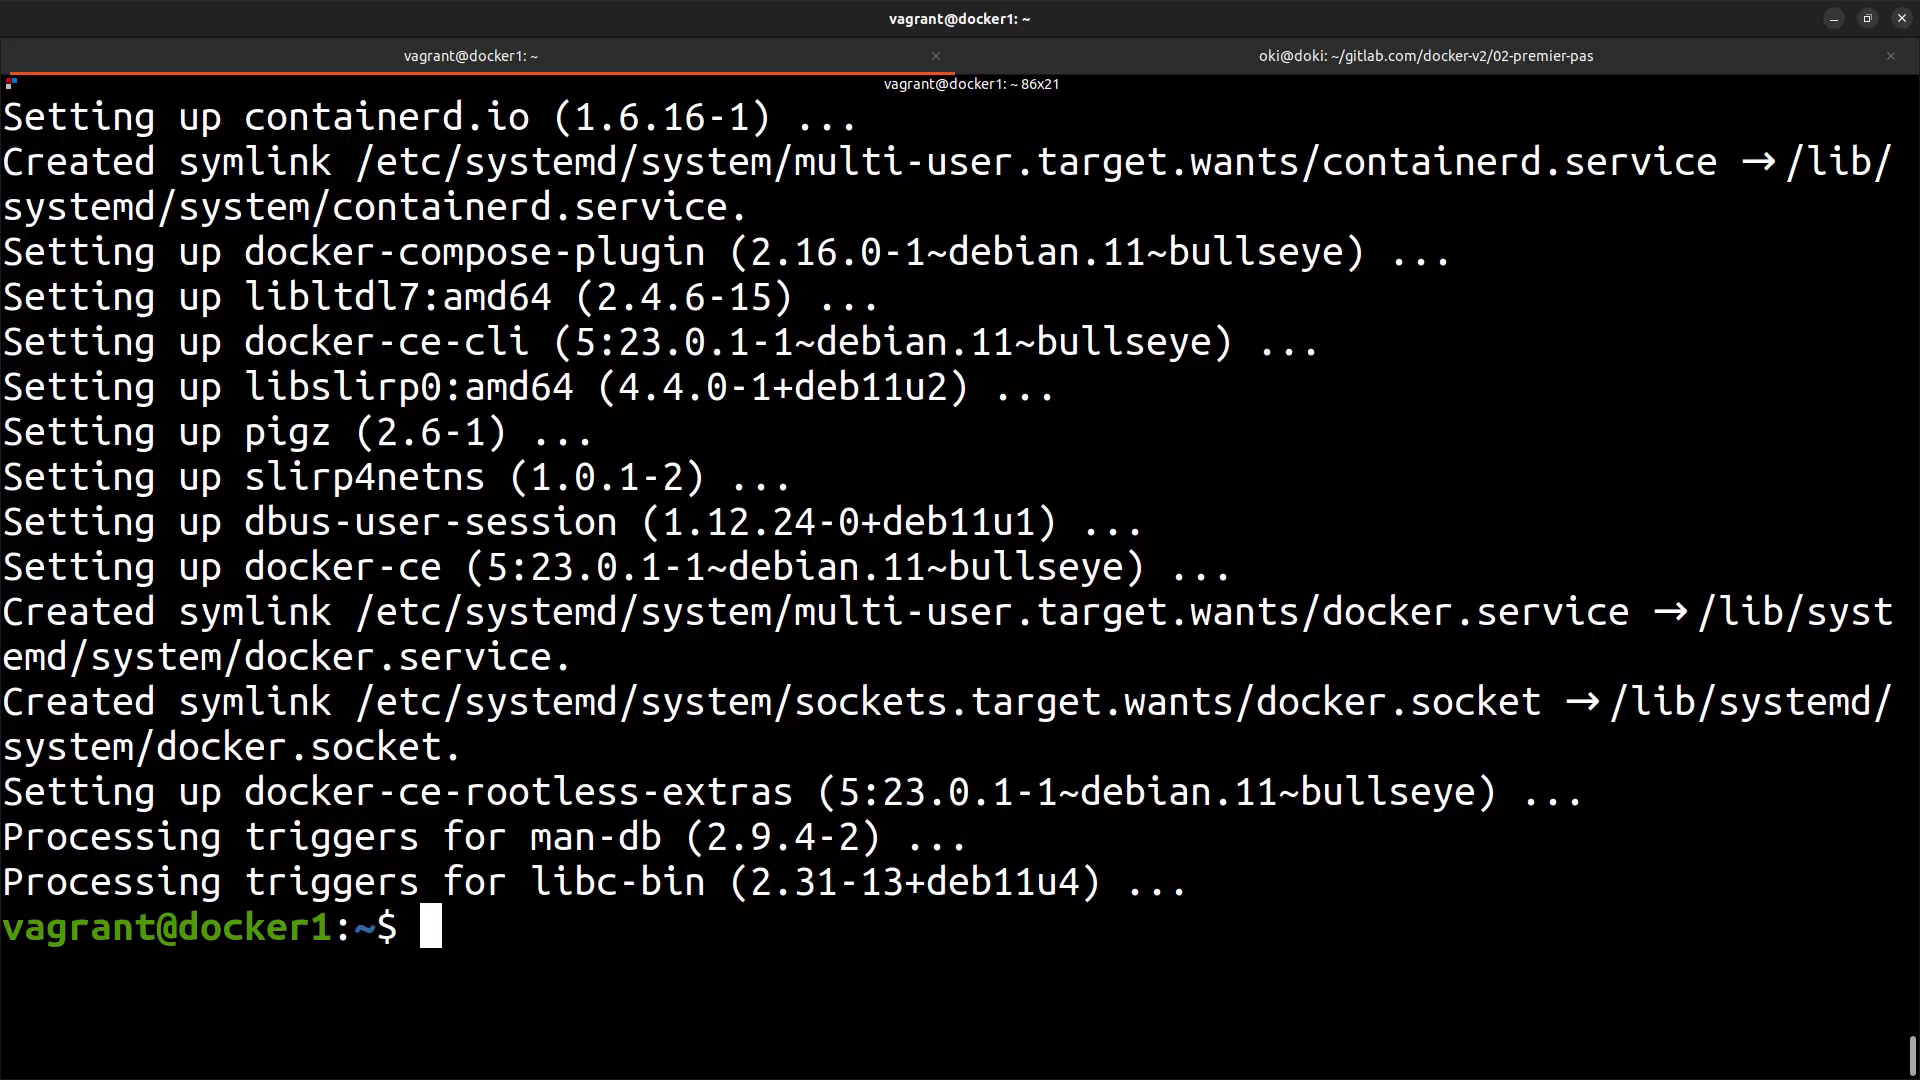 vagrant@docker1: ~
vagrant@docker1: ~
oki@doki: ~/gitlab.com/docker-v2/02-premier-pas
vagrant@docker1: ~ 86x21
Setting up containerd.io (1.6.16-1) ...
Created symlink /etc/systemd/system/multi-user.target.wants/containerd.service → /lib/
systemd/system/containerd.service.
Setting up docker-compose-plugin (2.16.0-1~debian.11~bullseye) ...
Setting up libltdl7:amd64 (2.4.6-15) ...
Setting up docker-ce-cli (5:23.0.1-1~debian.11~bullseye) ...
Setting up libslirp0:amd64 (4.4.0-1+deb11u2) ...
Setting up pigz (2.6-1) ...
Setting up slirp4netns (1.0.1-2) ...
Setting up dbus-user-session (1.12.24-0+deb11u1) ...
Setting up docker-ce (5:23.0.1-1~debian.11~bullseye) ...
Created symlink /etc/systemd/system/multi-user.target.wants/docker.service → /lib/syst
emd/system/docker.service.
Created symlink /etc/systemd/system/sockets.target.wants/docker.socket → /lib/systemd/
system/docker.socket.
Setting up docker-ce-rootless-extras (5:23.0.1-1~debian.11~bullseye) ...
Processing triggers for man-db (2.9.4-2) ...
Processing triggers for libc-bin (2.31-13+deb11u4) ...
vagrant@docker1:~$